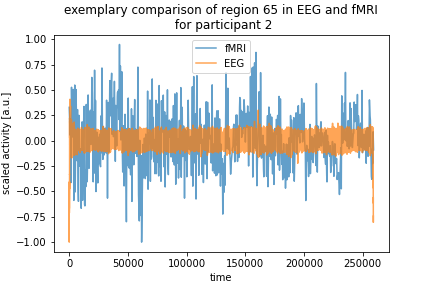 exemplary comparison of region 65 in EEG and fMRI
for participant 2
fMRI
EEG
scaled activity [a.u.]
1.00
0.75
0.50
0.25
0.00
−0.25
−0.50
−0.75
−1.00
0 50000 100000 150000 200000 250000
time